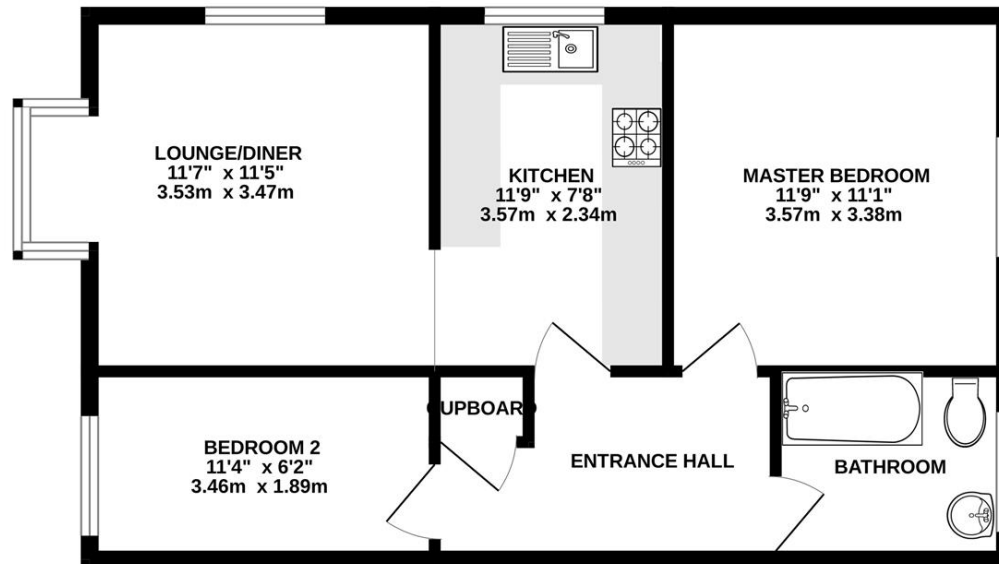 LOUNGE/DINER
11'7" x 11'5"
3.53m x 3.47m
KITCHEN
11'9" x 7'8"
3.57m x 2.34m
MASTER BEDROOM
11'9" x 11'1"
3.57m x 3.38m
CUPBOARD
BEDROOM 2
11'4" x 6'2"
3.46m x 1.89m
ENTRANCE HALL
BATHROOM